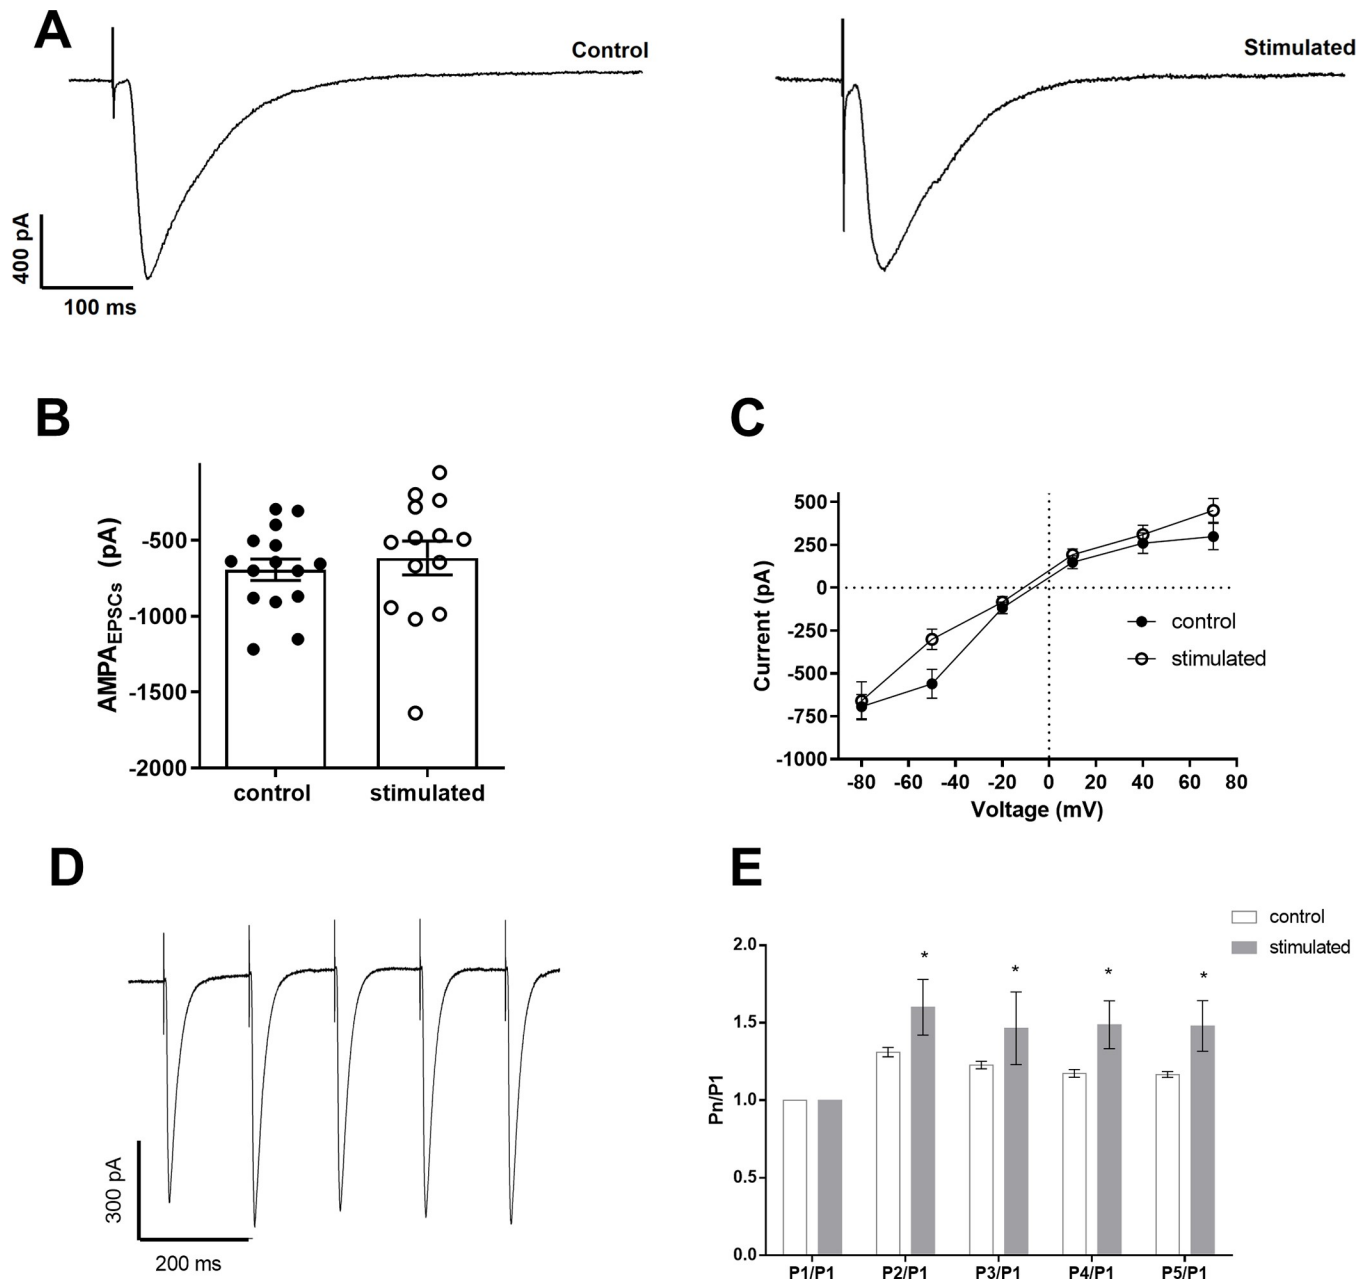 A
Control
Stimulated
400 pA
100 ms
B
AMPAEPSCs (pA)
-500
-1000
-1500
-2000
control
stimulated
C
Current (pA)
500
250
0
-250
-500
-750
-1000
-80 -60 -40 -20 0 20 40 60 80
Voltage (mV)
control
stimulated
D
300 pA
200 ms
E
control
stimulated
Pn/P1
2.0
1.5
1.0
0.5
0.0
* * * *
P1/P1 P2/P1 P3/P1 P4/P1 P5/P1